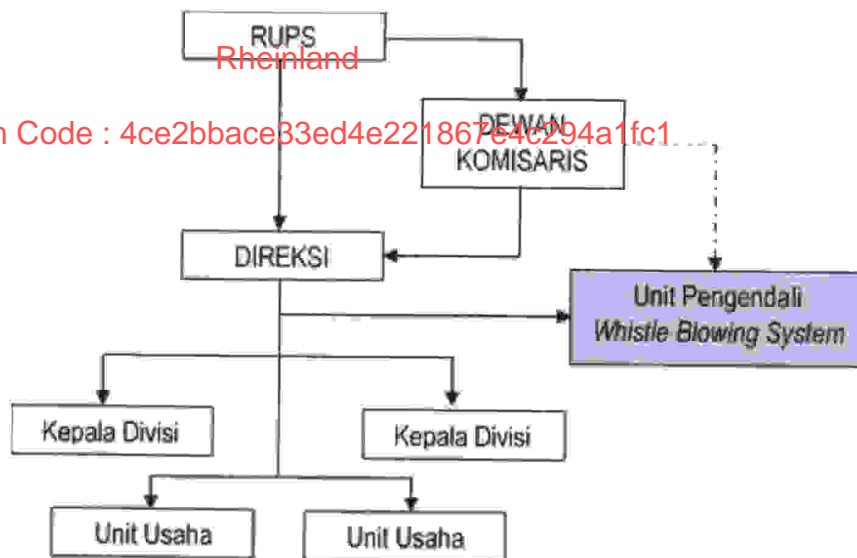 RUPS
Rheinland
n Code : 4ce2bbace33ed4e221867e4c294a1fc1
DEWAN
KOMISARIS
DIREKSI
Unit Pengendali
Whistle Blowing System
Kepala Divisi
Kepala Divisi
Unit Usaha
Unit Usaha